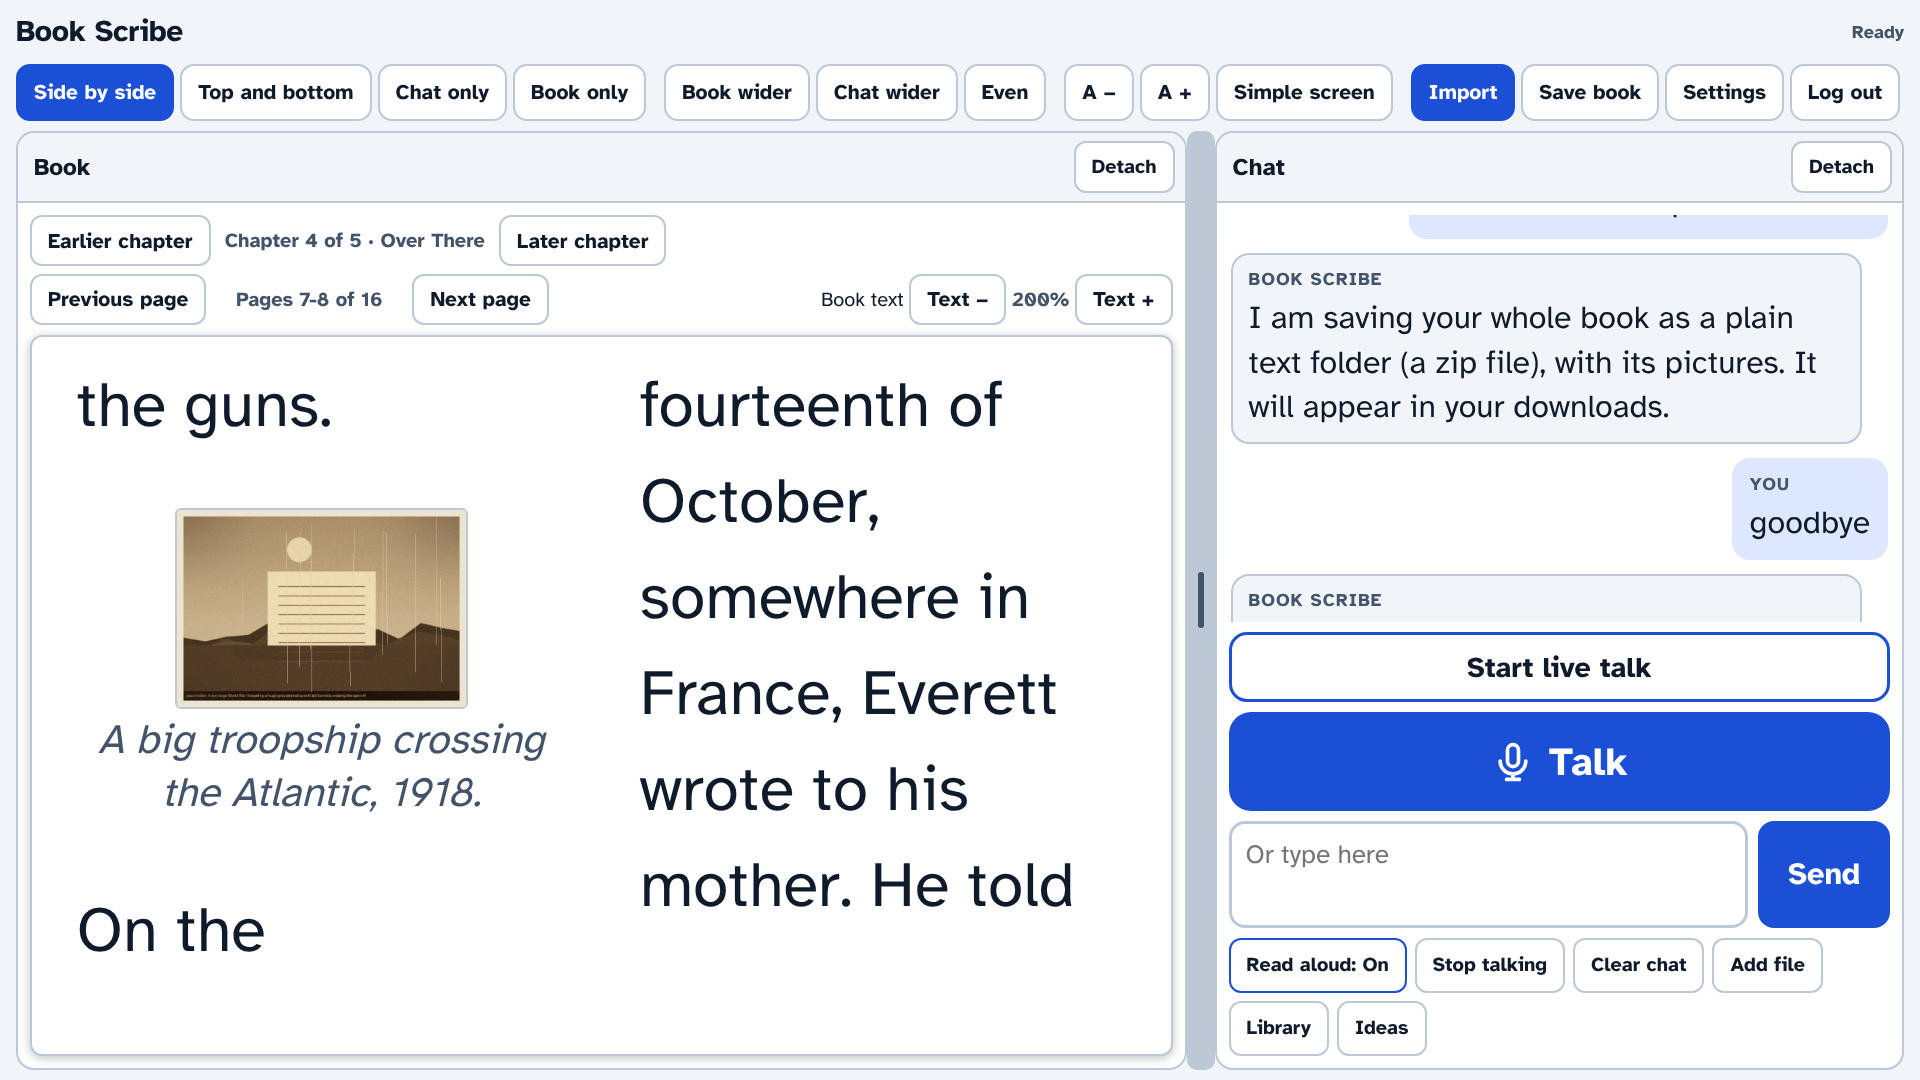 Book Scribe
Ready
Side by side
Top and bottom
Chat only
Book only
Book wider
Chat wider
Even
A –
A +
Simple screen
Import
Save book
Settings
Log out
Book
Detach
Earlier chapter
Chapter 4 of 5 · Over There
Later chapter
Previous page
Pages 7-8 of 16
Next page
Book text
Text –
200%
Text +
the guns.
A big troopship crossing
the Atlantic, 1918.
On the
fourteenth of
October,
somewhere in
France, Everett
wrote to his
mother. He told
Chat
Detach
BOOK SCRIBE
I am saving your whole book as a plain
text folder (a zip file), with its pictures. It
will appear in your downloads.
YOU
goodbye
BOOK SCRIBE
Start live talk
Talk
Or type here
Send
Read aloud: On
Stop talking
Clear chat
Add file
Library
Ideas